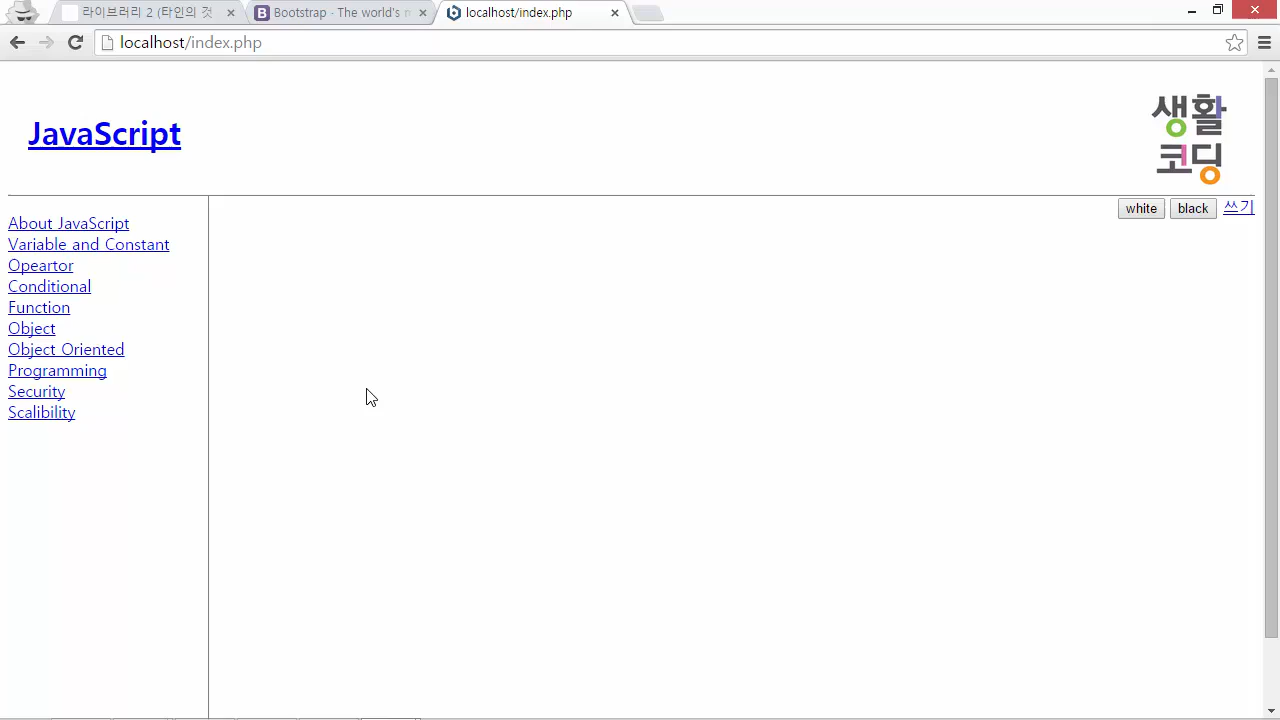 라이브러리 2 (타인의 것
Bootstrap - The world's
localhost/index.php
localhost/index.php
JavaScript
생활
코딩
white
black
쓰기
About JavaScript
Variable and Constant
Opeartor
Conditional
Function
Object
Object Oriented
Programming
Security
Scalibility